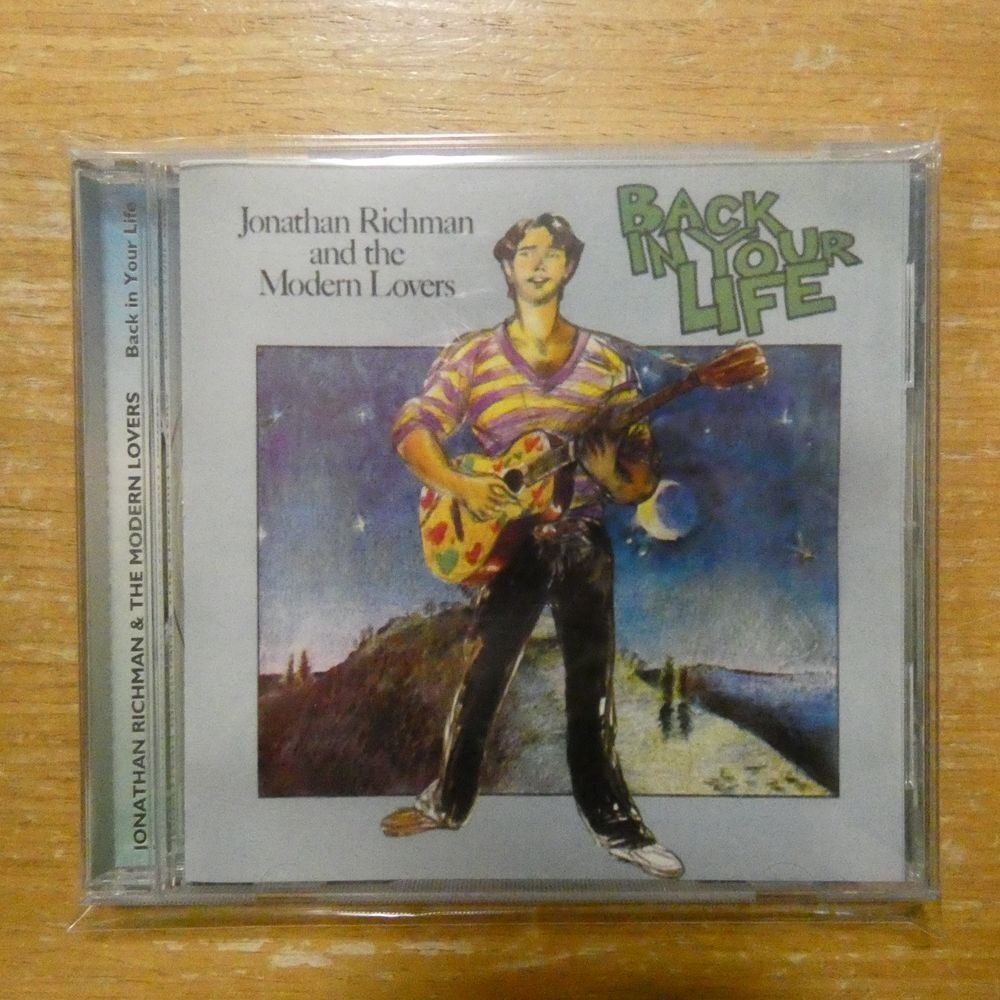 Jonathan Richman
and the
Modern Lovers
BACK
IN YOUR
LIFE
JONATHAN RICHMAN & THE MODERN LOVERS Back in Your Life